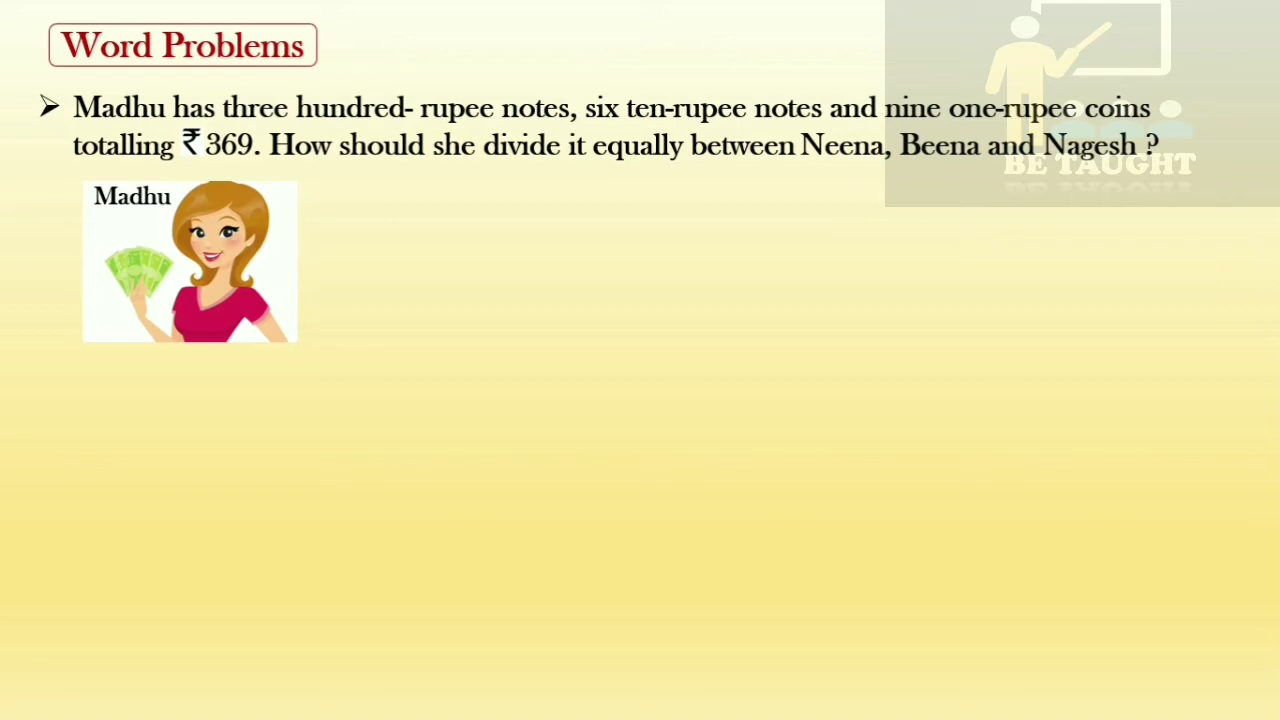 Word Problems
➢ Madhu has three hundred- rupee notes, six ten-rupee notes and nine one-rupee coins
totalling ₹ 369. How should she divide it equally between Neena, Beena and Nagesh ?
BE TAUGHT
Madhu